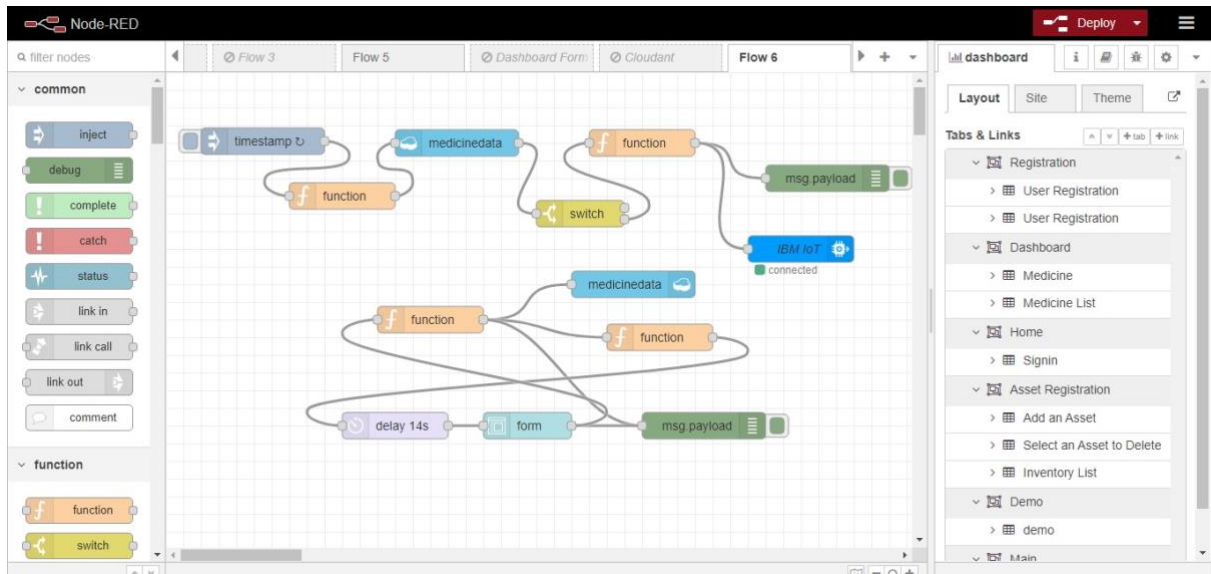 Node-RED
Deploy
filter nodes
Flow 3
Flow 5
Dashboard Form
Cloudant
Flow 6
dashboard
i
common
inject
debug
complete
catch
status
link in
link call
link out
comment
function
function
switch
timestamp ↻
function
medicinedata
switch
function
msg.payload
IBM IoT
connected
function
medicinedata
function
delay 14s
form
msg.payload
Layout
Site
Theme
Tabs & Links
+ tab
+ link
Registration
User Registration
User Registration
Dashboard
Medicine
Medicine List
Home
Signin
Asset Registration
Add an Asset
Select an Asset to Delete
Inventory List
Demo
demo
Main